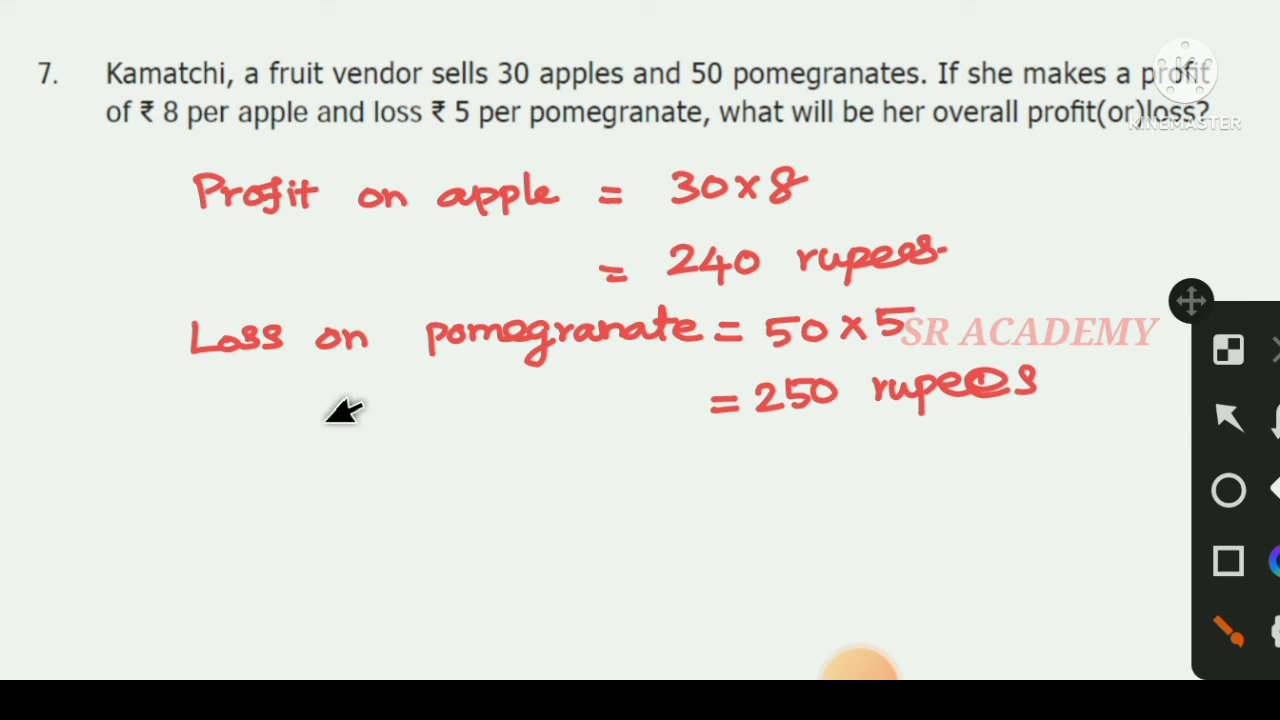 7. Kamatchi, a fruit vendor sells 30 apples and 50 pomegranates. If she makes a profit
of ₹ 8 per apple and loss ₹ 5 per pomegranate, what will be her overall profit(or)loss?
KINEMASTER
Profit on apple = 30 x 8
= 240 rupees
Loss on pomegranate = 50 x 5
SR ACADEMY
= 250 rupees